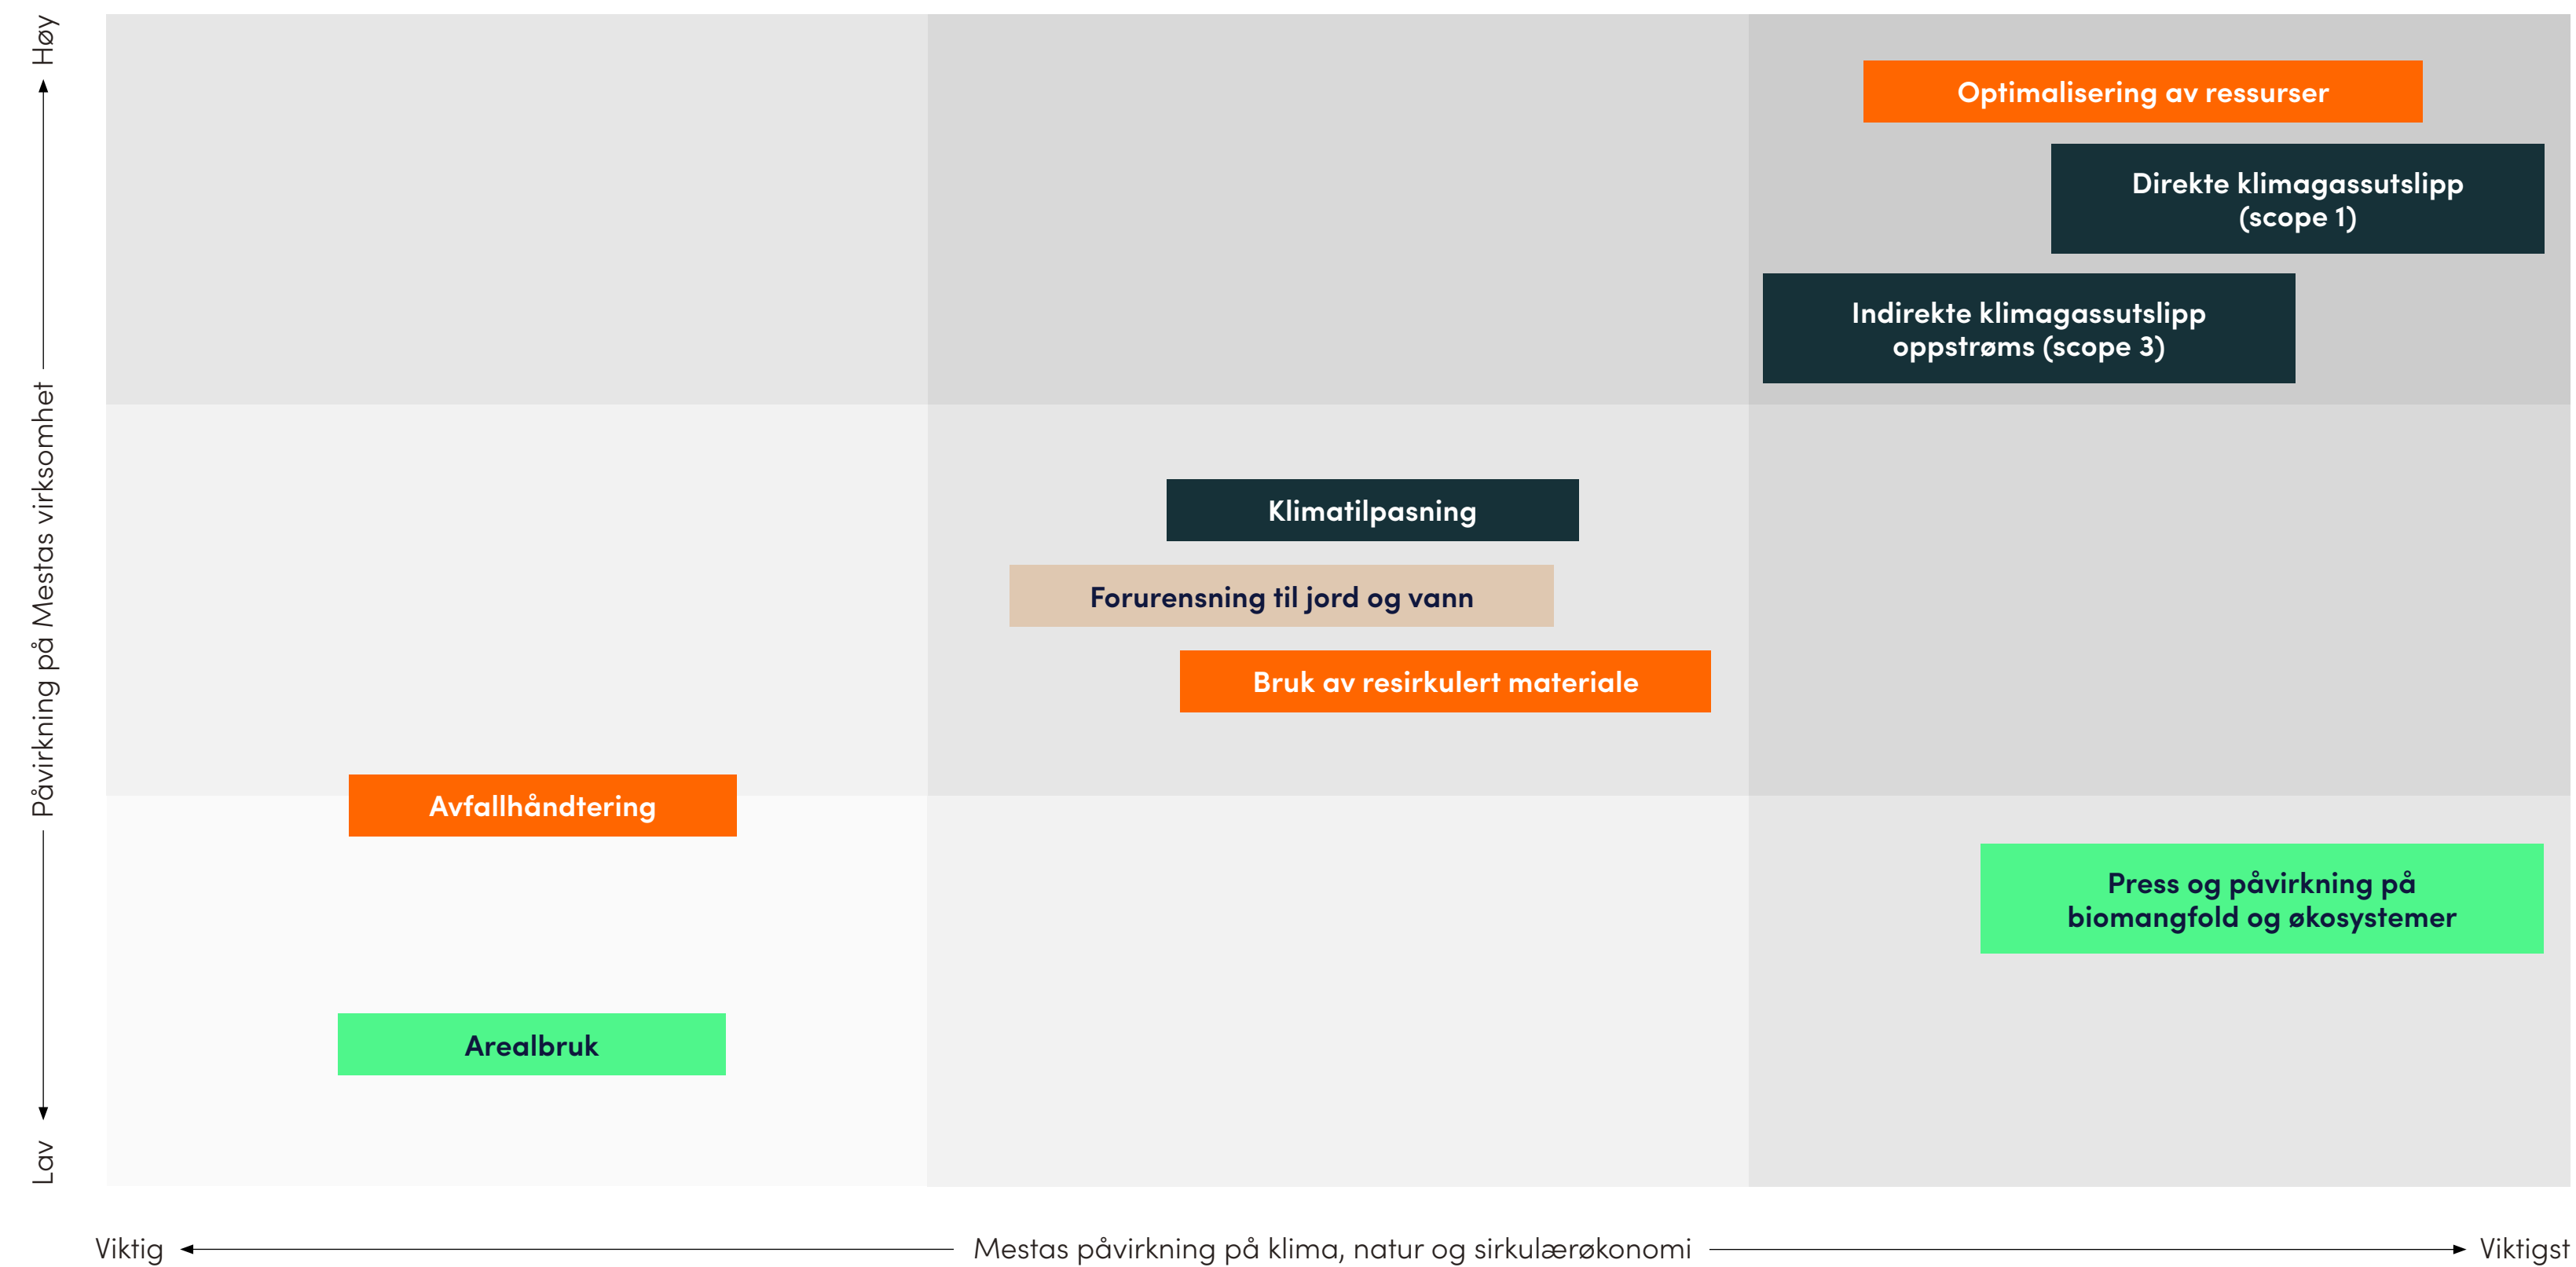 Høy
Påvirkning på Mestas virksomhet
Lav
Optimalisering av ressurser
Direkte klimagassutslipp
(scope 1)
Indirekte klimagassutslipp
oppstrøms (scope 3)
Klimatilpasning
Forurensning til jord og vann
Bruk av resirkulert materiale
Avfallhåndtering
Press og påvirkning på
biomangfold og økosystemer
Arealbruk
Viktig
Mestas påvirkning på klima, natur og sirkulærøkonomi
Viktigst